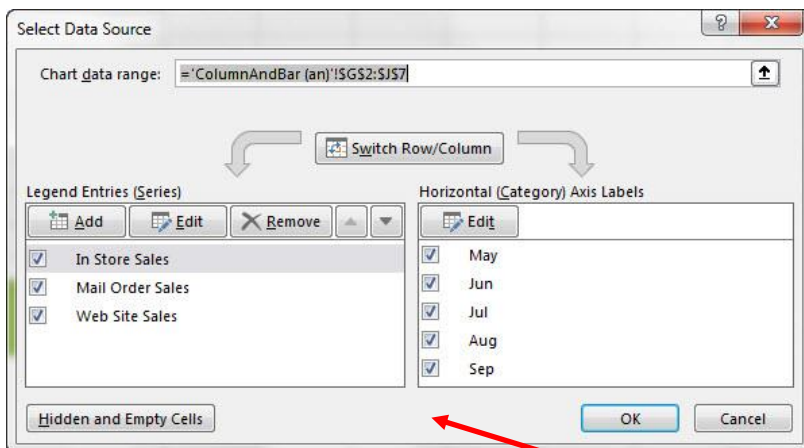 Select Data Source
?
Chart data range: ='ColumnAndBar (an)'!$G$2:$J$7
Switch Row/Column
Legend Entries (Series)
Add Edit Remove
In Store Sales
Mail Order Sales
Web Site Sales
Horizontal (Category) Axis Labels
Edit
May
Jun
Jul
Aug
Sep
Hidden and Empty Cells
OK
Cancel